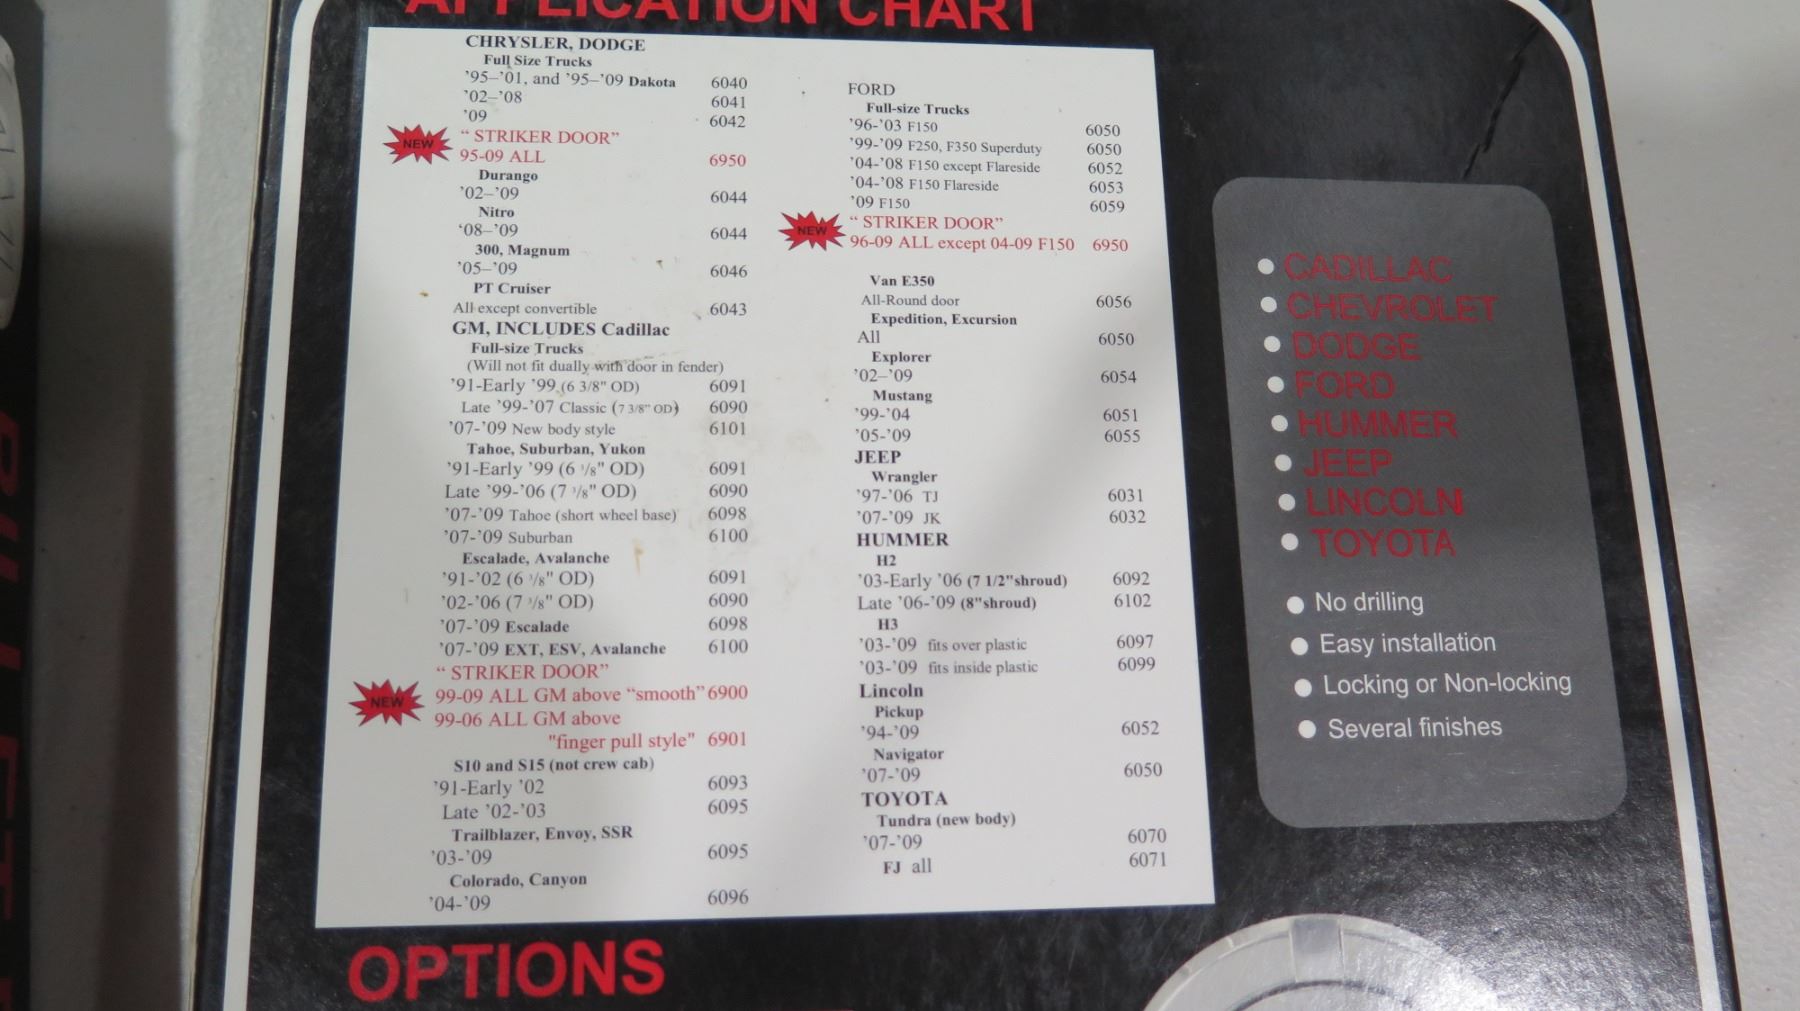 APPLICATION CHART
CHRYSLER, DODGE
Full Size Trucks
'95–'01, and '95–'09 Dakota 6040
'02–'08 6041
'09 6042
NEW
“ STRIKER DOOR”
95-09 ALL 6950
Durango
'02–'09 6044
Nitro
‘08–’09 6044
300, Magnum
'05–'09 6046
PT Cruiser
All except convertible 6043
GM, INCLUDES Cadillac
Full-size Trucks
(Will not fit dually with door in fender)
'91-Early '99 (6 3/8" OD) 6091
Late '99-'07 Classic (7 3/8" OD) 6090
'07-'09 New body style 6101
Tahoe, Suburban, Yukon
'91-Early '99 (6 3/8" OD) 6091
Late '99-'06 (7 3/8" OD) 6090
'07-'09 Tahoe (short wheel base) 6098
'07-'09 Suburban 6100
Escalade, Avalanche
'91-'02 (6 3/8" OD) 6091
'02-'06 (7 3/8" OD) 6090
'07-'09 Escalade 6098
'07-'09 EXT, ESV, Avalanche 6100
“ STRIKER DOOR”
NEW
99-09 ALL GM above “smooth” 6900
99-06 ALL GM above
"finger pull style" 6901
S10 and S15 (not crew cab)
'91-Early '02 6093
Late '02-'03 6095
Trailblazer, Envoy, SSR
'03-'09 6095
Colorado, Canyon
'04-'09 6096
FORD
Full-size Trucks
'96-'03 F150 6050
'99-'09 F250, F350 Superduty 6050
'04-'08 F150 except Flareside 6052
'04-'08 F150 Flareside 6053
'09 F150 6059
NEW
“ STRIKER DOOR”
96-09 ALL except 04-09 F150 6950
Van E350
All-Round door 6056
Expedition, Excursion
All 6050
Explorer
'02–'09 6054
Mustang
'99-'04 6051
'05-'09 6055
JEEP
Wrangler
'97-'06 TJ 6031
'07-'09 JK 6032
HUMMER
H2
'03-Early '06 (7 1/2"shroud) 6092
Late '06-'09 (8"shroud) 6102
H3
'03-'09 fits over plastic 6097
'03-'09 fits inside plastic 6099
Lincoln
Pickup
'94-'09 6052
Navigator
'07-'09 6050
TOYOTA
Tundra (new body)
'07-'09 6070
FJ all 6071
• CADILLAC
• CHEVROLET
• DODGE
• FORD
• HUMMER
• JEEP
• LINCOLN
• TOYOTA
• No drilling
• Easy installation
• Locking or Non-locking
• Several finishes
OPTIONS